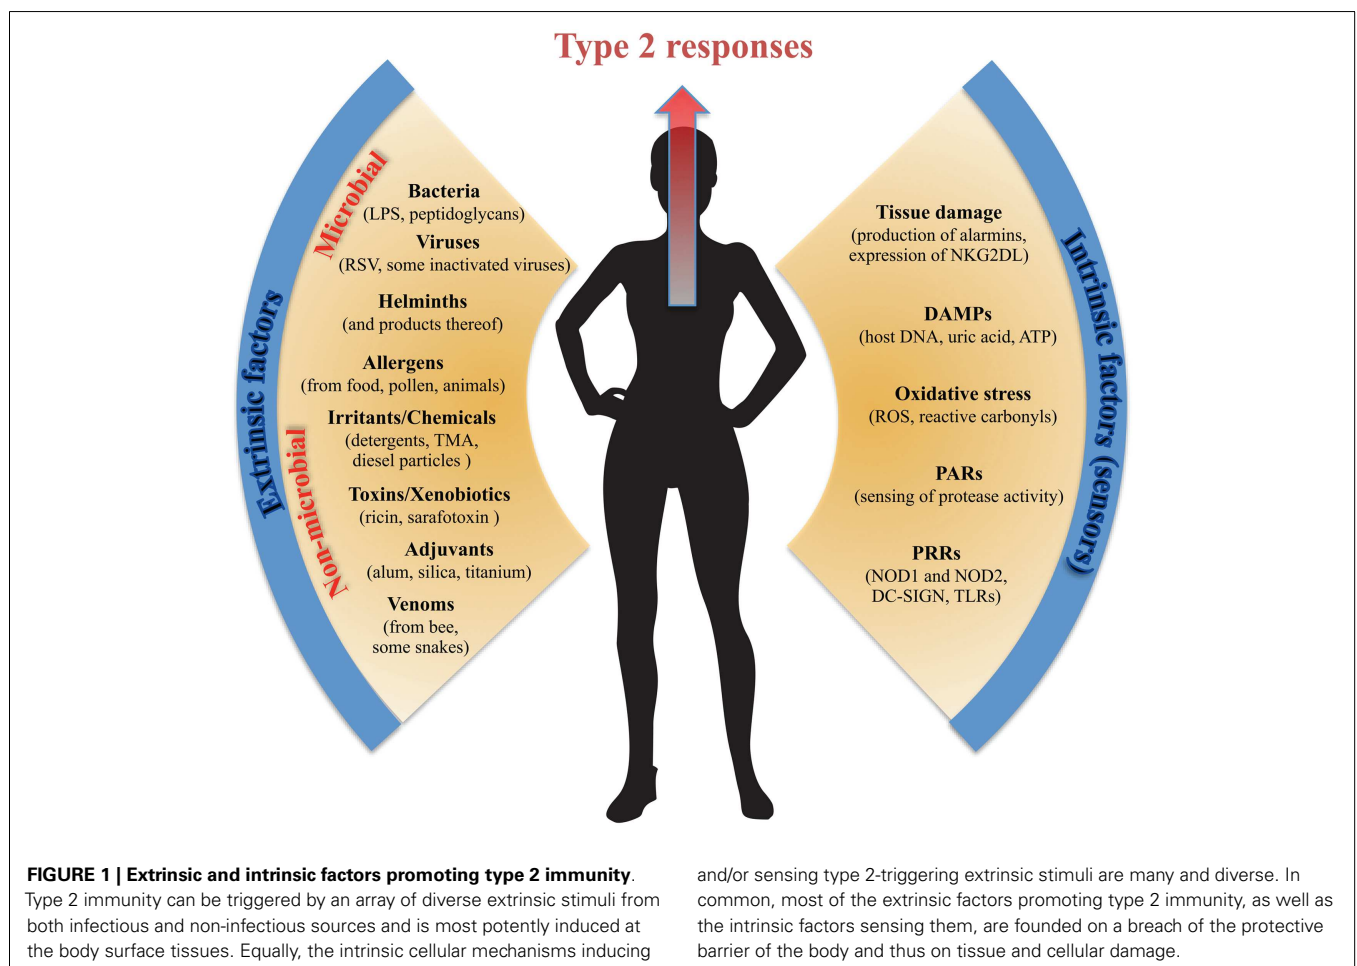 Type 2 responses
Extrinsic factors
Microbial
Bacteria
(LPS, peptidoglycans)
Viruses
(RSV, some inactivated viruses)
Helminths
(and products thereof)
Allergens
(from food, pollen, animals)
Non-microbial
Irritants/Chemicals
(detergents, TMA,
diesel particles )
Toxins/Xenobiotics
(ricin, sarafotoxin )
Adjuvants
(alum, silica, titanium)
Venoms
(from bee,
some snakes)
Intrinsic factors (sensors)
Tissue damage
(production of alarmins,
expression of NKG2DL)
DAMPs
(host DNA, uric acid, ATP)
Oxidative stress
(ROS, reactive carbonyls)
PARs
(sensing of protease activity)
PRRs
(NOD1 and NOD2,
DC-SIGN, TLRs)
FIGURE 1 | Extrinsic and intrinsic factors promoting type 2 immunity.
Type 2 immunity can be triggered by an array of diverse extrinsic stimuli from
both infectious and non-infectious sources and is most potently induced at
the body surface tissues. Equally, the intrinsic cellular mechanisms inducing
and/or sensing type 2-triggering extrinsic stimuli are many and diverse. In
common, most of the extrinsic factors promoting type 2 immunity, as well as
the intrinsic factors sensing them, are founded on a breach of the protective
barrier of the body and thus on tissue and cellular damage.